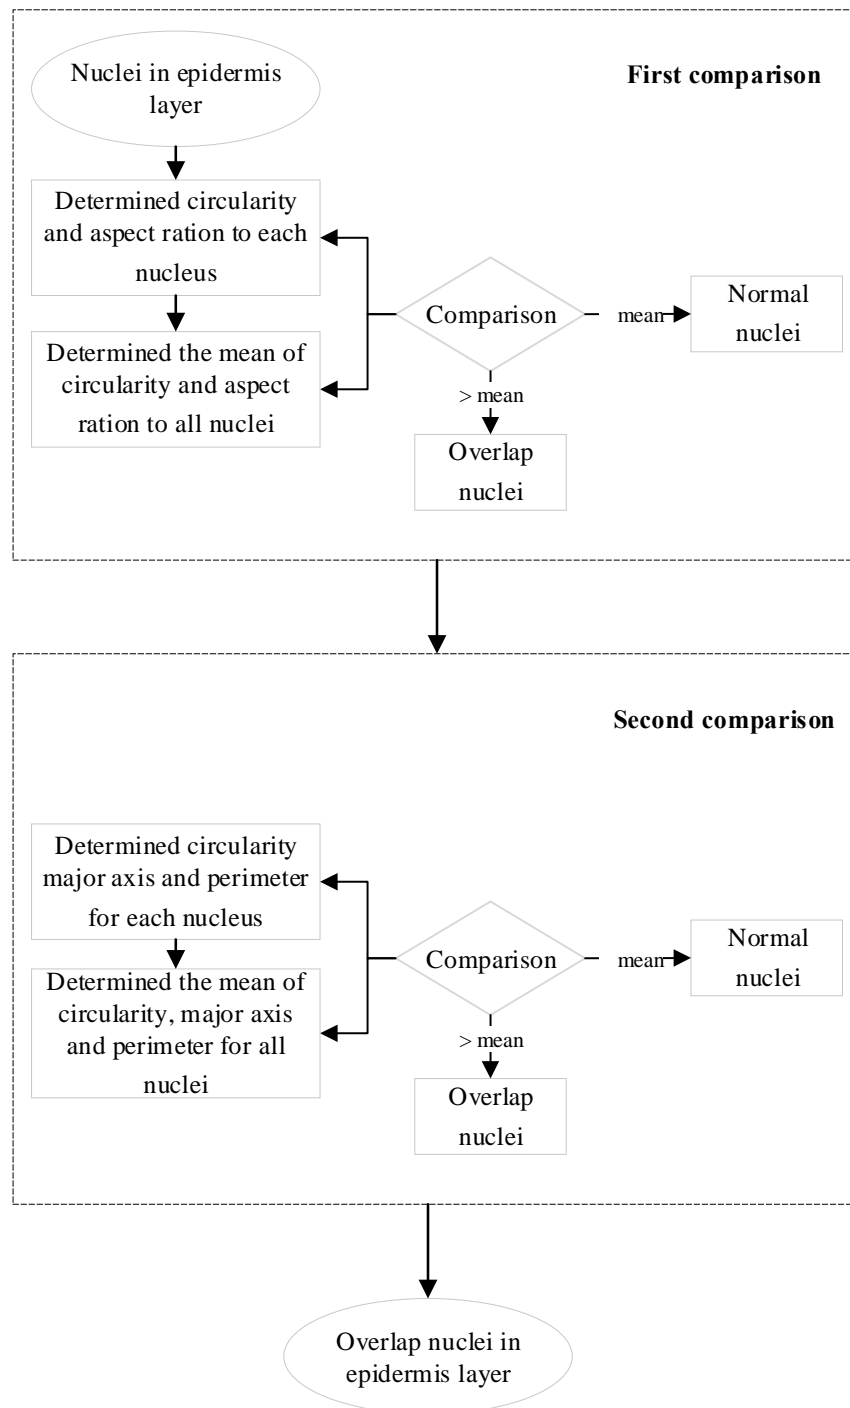 Nuclei in epidermis
layer
First comparison
Determined circularity
and aspect ration to each
nucleus
Determined the mean of
circularity and aspect
ration to all nuclei
Comparison
mean
Normal
nuclei
> mean
Overlap
nuclei
Second comparison
Determined circularity
major axis and perimeter
for each nucleus
Determined the mean of
circularity, major axis
and perimeter for all
nuclei
Comparison
mean
Normal
nuclei
> mean
Overlap
nuclei
Overlap nuclei in
epidermis layer